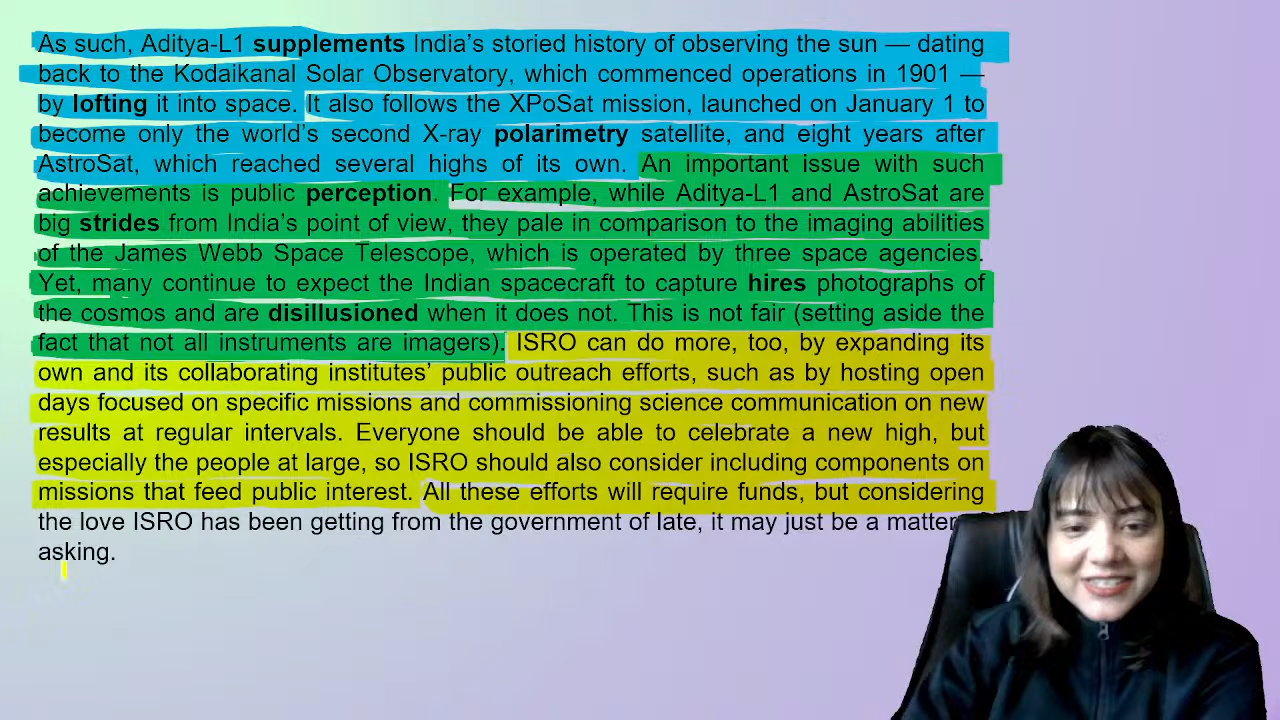 As such, Aditya-L1 supplements India's storied history of observing the sun — dating
back to the Kodaikanal Solar Observatory, which commenced operations in 1901 —
by lofting it into space. It also follows the XPoSat mission, launched on January 1 to
become only the world's second X-ray polarimetry satellite, and eight years after
AstroSat, which reached several highs of its own. An important issue with such
achievements is public perception. For example, while Aditya-L1 and AstroSat are
big strides from India's point of view, they pale in comparison to the imaging abilities
of the James Webb Space Telescope, which is operated by three space agencies.
Yet, many continue to expect the Indian spacecraft to capture hires photographs of
the cosmos and are disillusioned when it does not. This is not fair (setting aside the
fact that not all instruments are imagers). ISRO can do more, too, by expanding its
own and its collaborating institutes' public outreach efforts, such as by hosting open
days focused on specific missions and commissioning science communication on new
results at regular intervals. Everyone should be able to celebrate a new high, but
especially the people at large, so ISRO should also consider including components on
missions that feed public interest. All these efforts will require funds, but considering
the love ISRO has been getting from the government of late, it may just be a matter
asking.